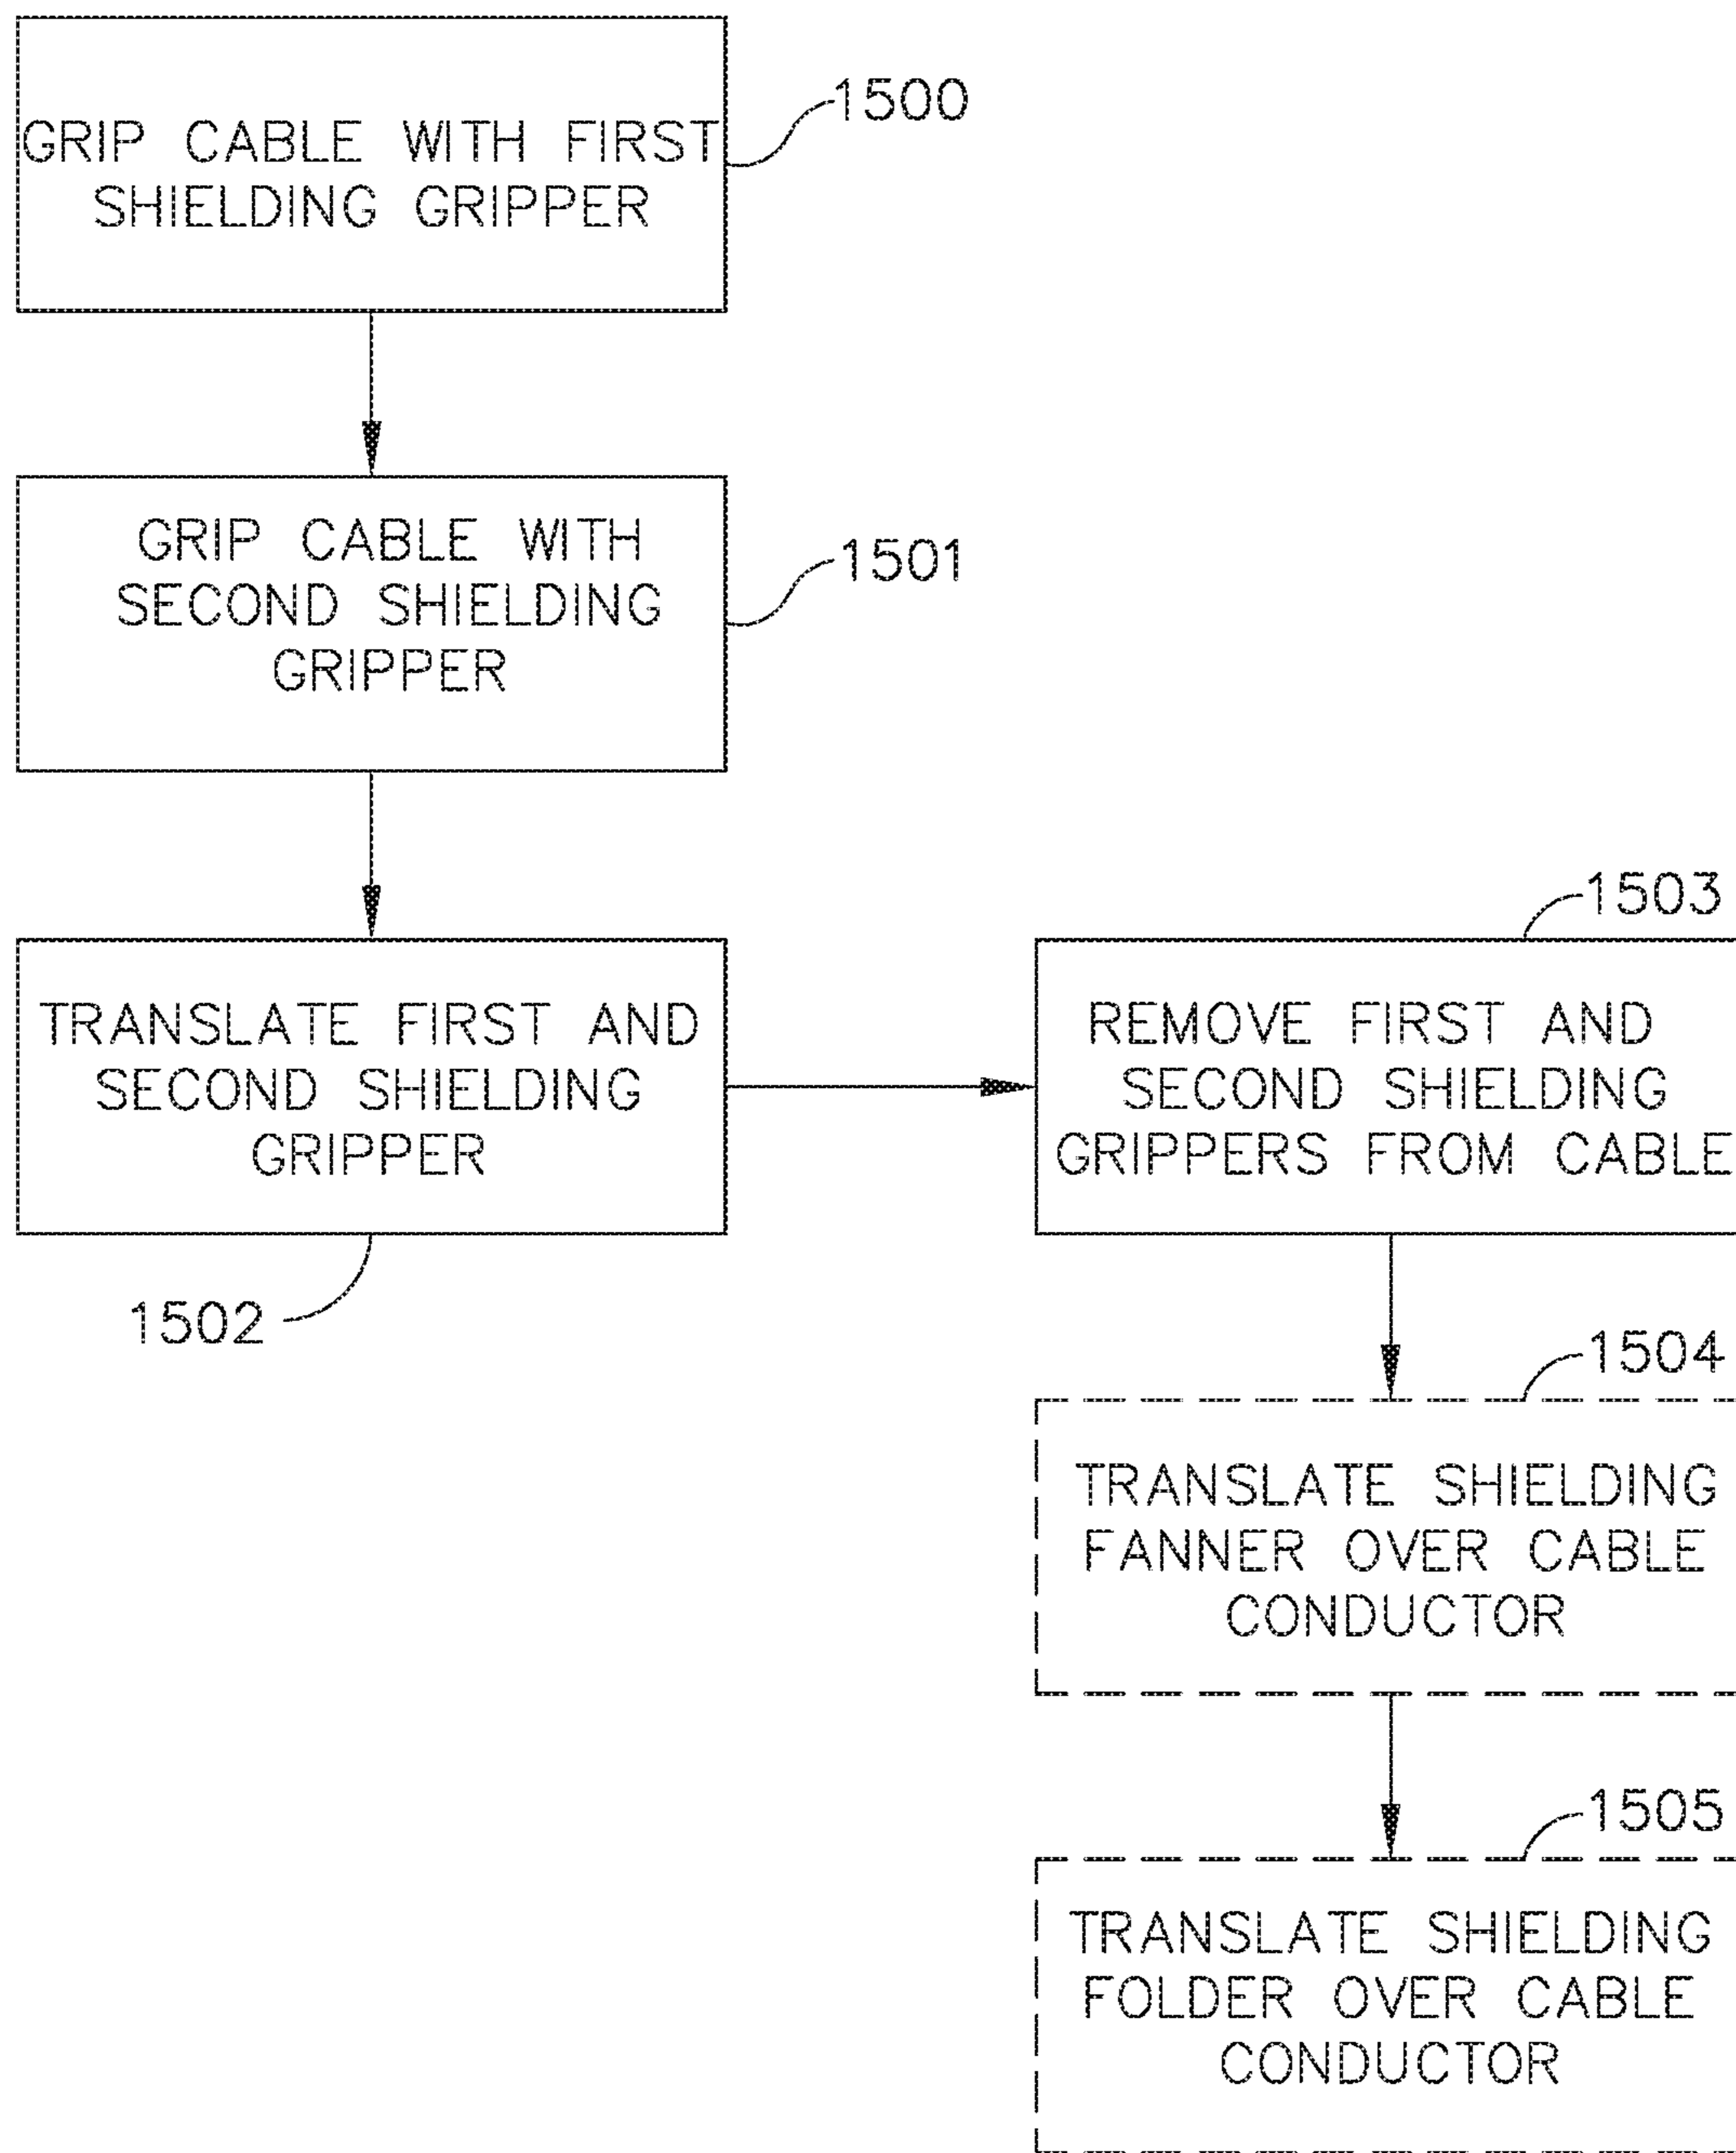 GRIP CABLE WITH FIRST
SHIELDING GRIPPER
1500
GRIP CABLE WITH
SECOND SHIELDING
GRIPPER
1501
TRANSLATE FIRST AND
SECOND SHIELDING
GRIPPER
1502
1503
REMOVE FIRST AND
SECOND SHIELDING
GRIPPERS FROM CABLE
1504
TRANSLATE SHIELDING
FANNER OVER CABLE
CONDUCTOR
1505
TRANSLATE SHIELDING
FOLDER OVER CABLE
CONDUCTOR